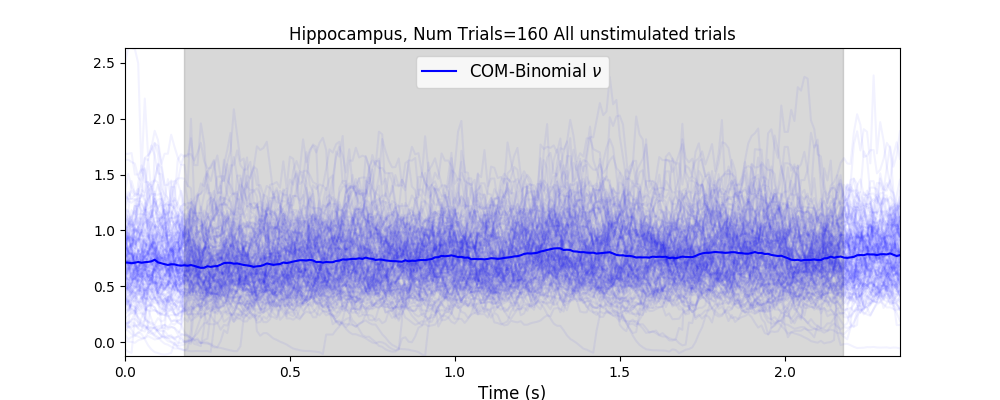 Hippocampus, Num Trials=160 All unstimulated trials
COM-Binomial ν
2.5
2.0
1.5
1.0
0.5
0.0
0.0 0.5 1.0 1.5 2.0
Time (s)